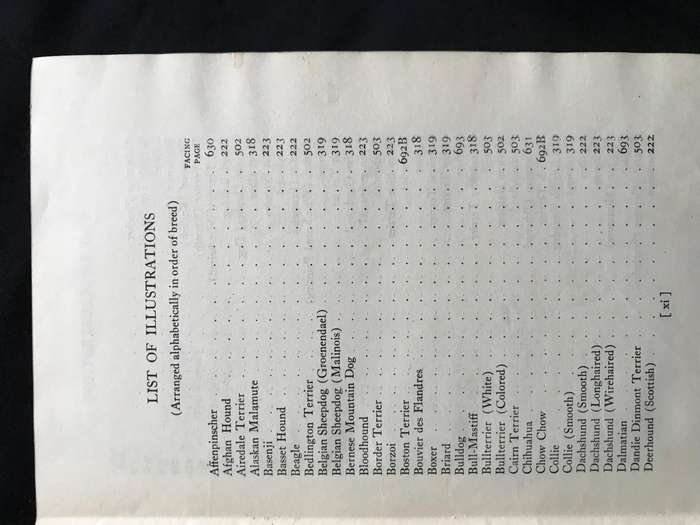 LIST OF ILLUSTRATIONS
(Arranged alphabetically in order of breed)
FACING
PAGE
Affenpinscher . . . . . . . . . 630
Afghan Hound . . . . . . . . . 222
Airedale Terrier . . . . . . . . . 502
Alaskan Malamute . . . . . . . . 318
Basenji . . . . . . . . . . 223
Basset Hound . . . . . . . . . 223
Beagle . . . . . . . . . . 222
Bedlington Terrier . . . . . . . . 502
Belgian Sheepdog (Groenendael) . . . . . . 319
Belgian Sheepdog (Malinois) . . . . . . . 319
Bernese Mountain Dog . . . . . . . 318
Bloodhound . . . . . . . . . 223
Border Terrier . . . . . . . . . 503
Borzoi . . . . . . . . . . 223
Boston Terrier . . . . . . . . . 692B
Bouvier des Flandres . . . . . . . . 318
Boxer . . . . . . . . . . 319
Briard . . . . . . . . . . 319
Bulldog . . . . . . . . . . 693
Bull-Mastiff . . . . . . . . . 318
Bullterrier (White) . . . . . . . . 503
Bullterrier (Colored) . . . . . . . . 502
Cairn Terrier . . . . . . . . . 503
Chihuahua . . . . . . . . . 631
Chow Chow . . . . . . . . . 692B
Collie . . . . . . . . . . 319
Collie (Smooth) . . . . . . . . . 319
Dachshund (Smooth) . . . . . . . . 222
Dachshund (Longhaired) . . . . . . . 223
Dachshund (Wirehaired) . . . . . . . 223
Dalmatian . . . . . . . . . 693
Dandie Dinmont Terrier . . . . . . . 503
Deerhound (Scottish) . . . . . . . . 222
[ xi ]